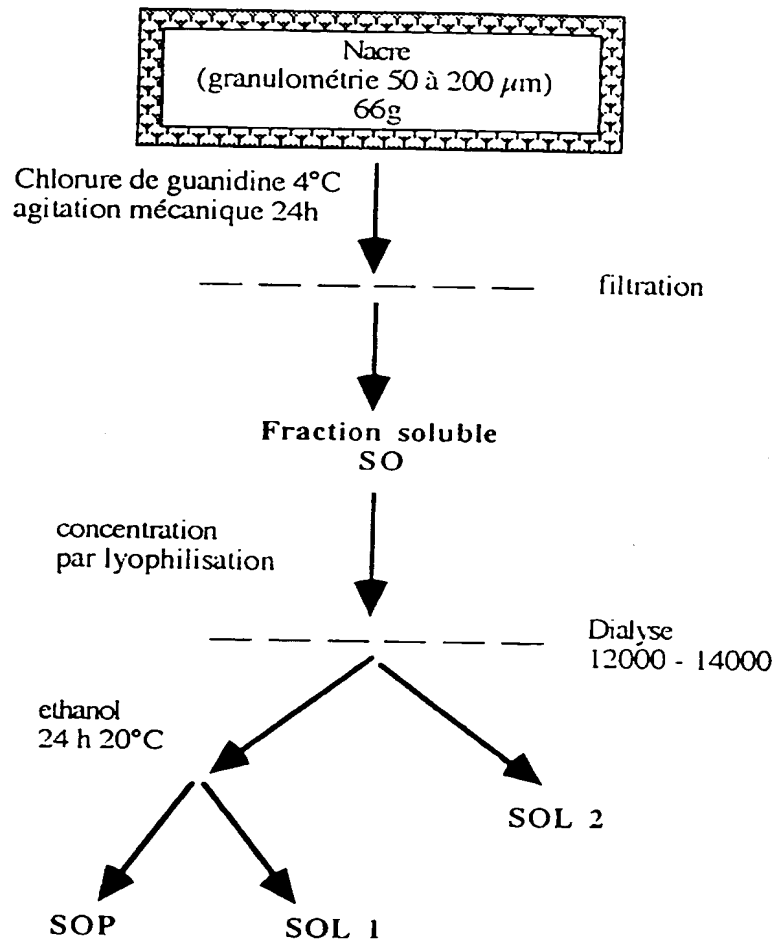 Nacre
(granulométrie 50 à 200 µm)
66g
Chlorure de guanidine 4°C
agitation mécanique 24h
filtration
Fraction soluble
SO
concentration
par lyophilisation
Dialyse
12000 - 14000
ethanol
24 h 20°C
SOL 2
SOP
SOL 1